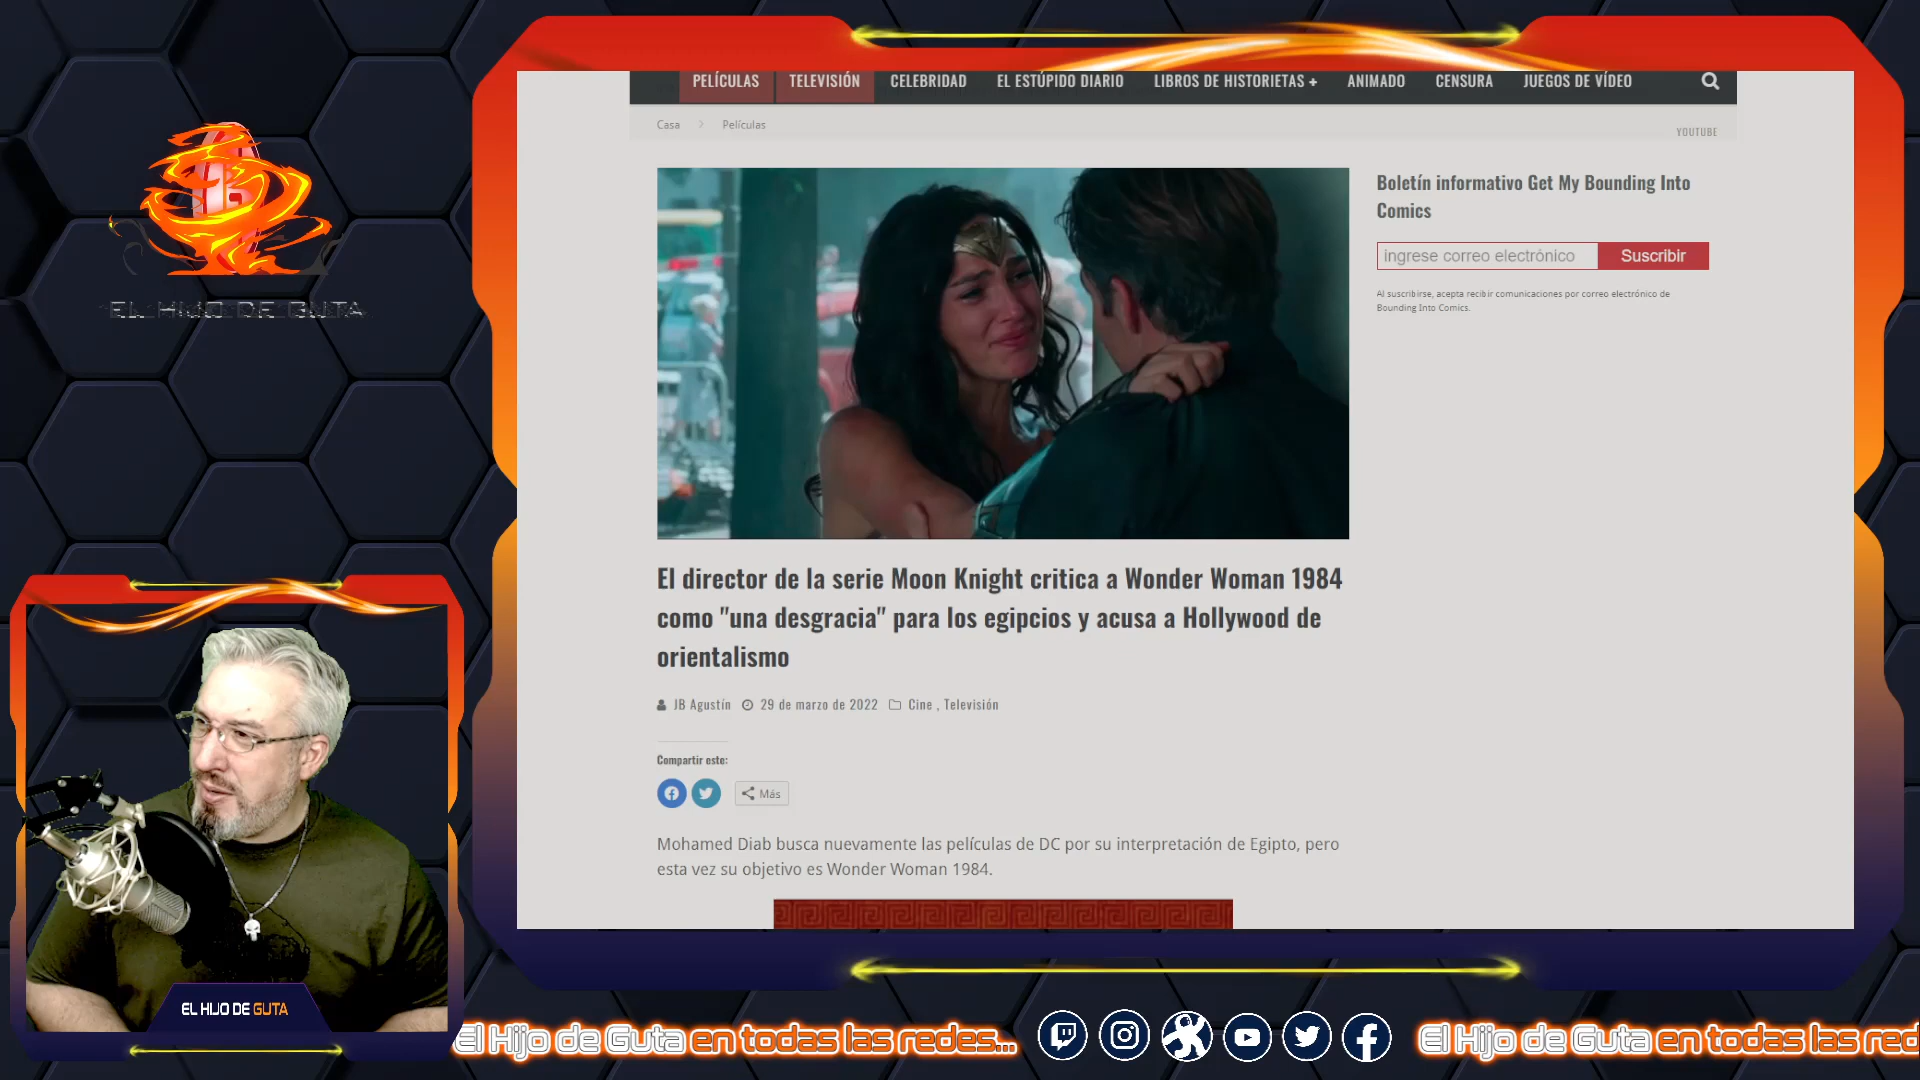 PELÍCULAS TELEVISIÓN CELEBRIDAD EL ESTÚPIDO DIARIO LIBROS DE HISTORIETAS + ANIMADO CENSURA JUEGOS DE VÍDEO
Casa > Películas
YOUTUBE
Boletín informativo Get My Bounding Into
Comics
ingrese correo electrónico Suscribir
Al suscribirse, acepta recibir comunicaciones por correo electrónico de
Bounding Into Comics.
EL HIJO DE GUTA
El director de la serie Moon Knight critica a Wonder Woman 1984
como "una desgracia" para los egipcios y acusa a Hollywood de
orientalismo
JB Agustín 29 de marzo de 2022 Cine , Televisión
Compartir este:
Más
Mohamed Diab busca nuevamente las películas de DC por su interpretación de Egipto, pero
esta vez su objetivo es Wonder Woman 1984.
EL HIJO DE GUTA
El Hijo de Guta en todas las redes... El Hijo de Guta en todas las red